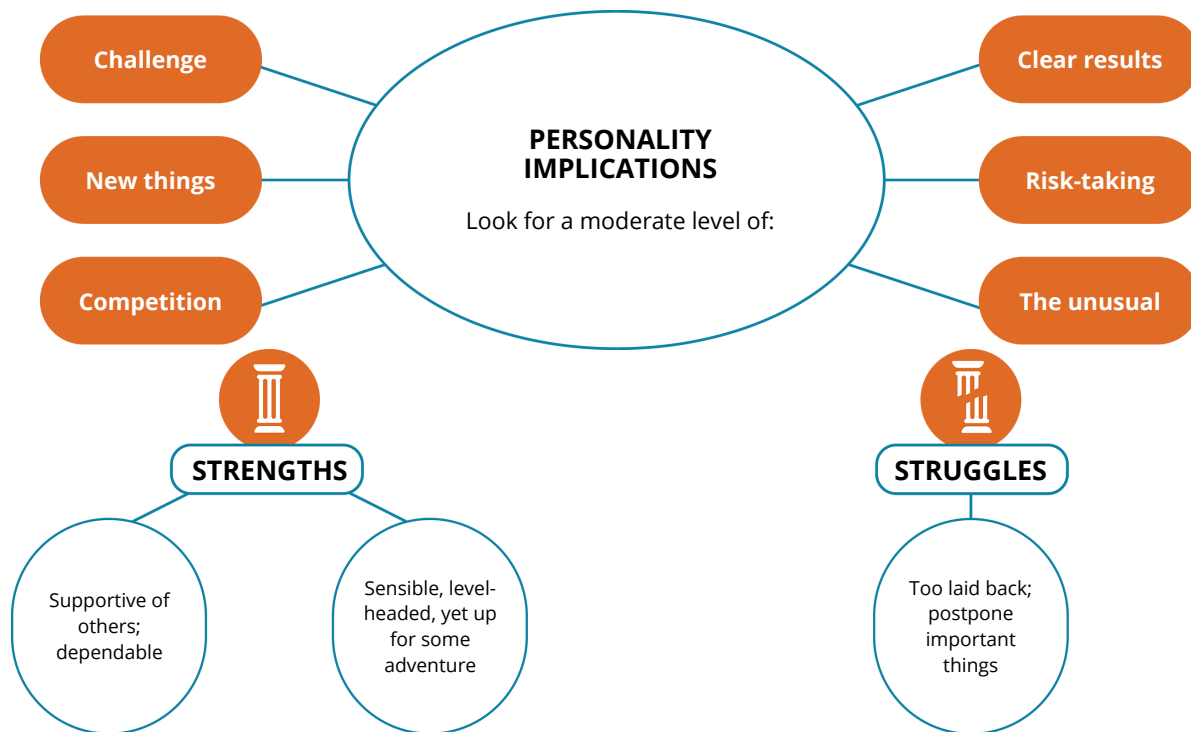 Challenge
New things
Competition
PERSONALITY
IMPLICATIONS
Look for a moderate level of:
Clear results
Risk-taking
The unusual
STRENGTHS
Supportive of
others;
dependable
Sensible, level-
headed, yet up
for some
adventure
STRUGGLES
Too laid back;
postpone
important
things